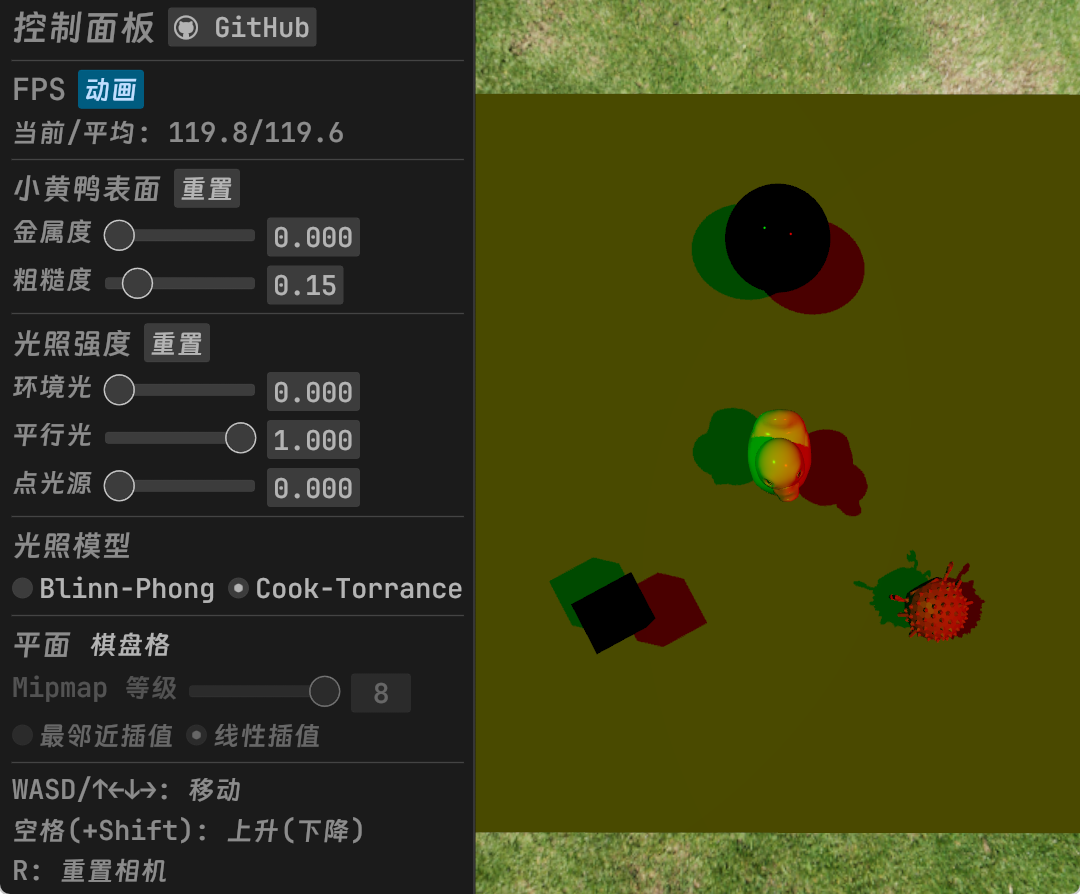 控制面板 GitHub
FPS 动画
当前/平均: 119.8/119.6
小黄鸭表面 重置
金属度 0.000
粗糙度 0.15
光照强度 重置
环境光 0.000
平行光 1.000
点光源 0.000
光照模型
Blinn-Phong Cook-Torrance
平面 棋盘格
Mipmap 等级 8
最邻近插值 线性插值
WASD/↑←↓→: 移动
空格(+Shift): 上升(下降)
R: 重置相机